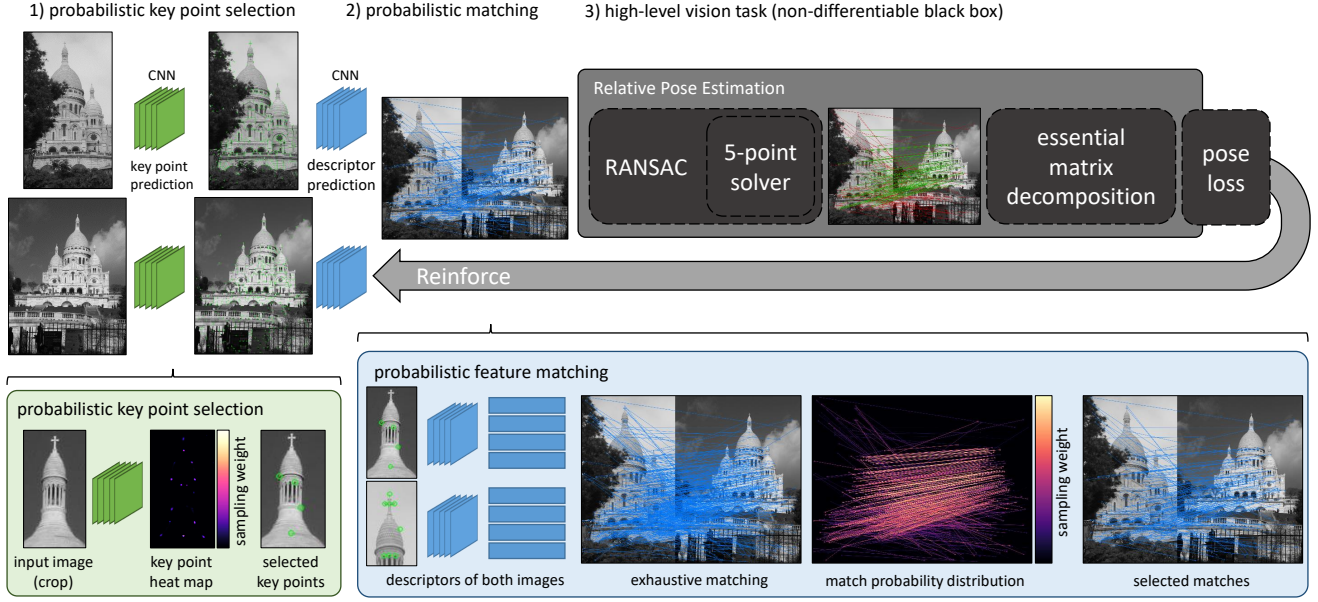 1) probabilistic key point selection
2) probabilistic matching
3) high-level vision task (non-differentiable black box)
CNN
key point
prediction
CNN
descriptor
prediction
Relative Pose Estimation
RANSAC
5-point
solver
essential
matrix
decomposition
pose
loss
Reinforce
probabilistic key point selection
sampling weight
input image
(crop)
key point
heat map
selected
key points
probabilistic feature matching
sampling weight
descriptors of both images
exhaustive matching
match probability distribution
selected matches